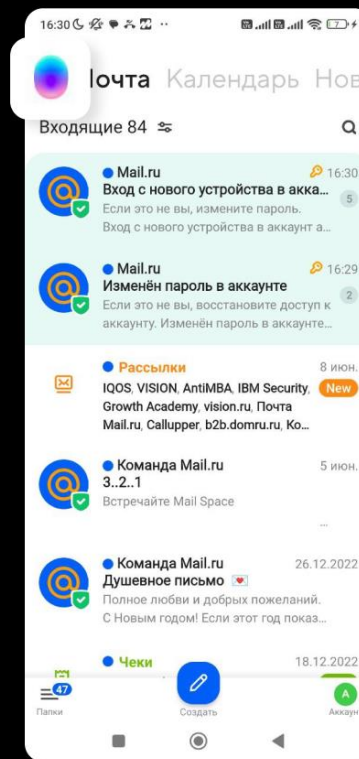 16:30
Почта Календарь Нов
Входящие 84
Mail.ru 16:30
Вход с нового устройства в акка... 5
Если это не вы, измените пароль.
Вход с нового устройства в аккаунт а...
Mail.ru 16:29
Изменён пароль в аккаунте 2
Если это не вы, восстановите доступ к
аккаунту. Изменён пароль в аккаунте...
Рассылки 8 июн.
IQOS, VISION, AntiMBA, IBM Security, New
Growth Academy, vision.ru, Почта
Mail.ru, Callupper, b2b.domru.ru, Ко...
Команда Mail.ru 5 июн.
3..2..1
Встречайте Mail Space
...
Команда Mail.ru 26.12.2022
Душевное письмо 💌
Полное любви и добрых пожеланий.
С Новым годом! Если этот год показ...
Чеки 18.12.2022
47 A
Папки Создать Аккаун